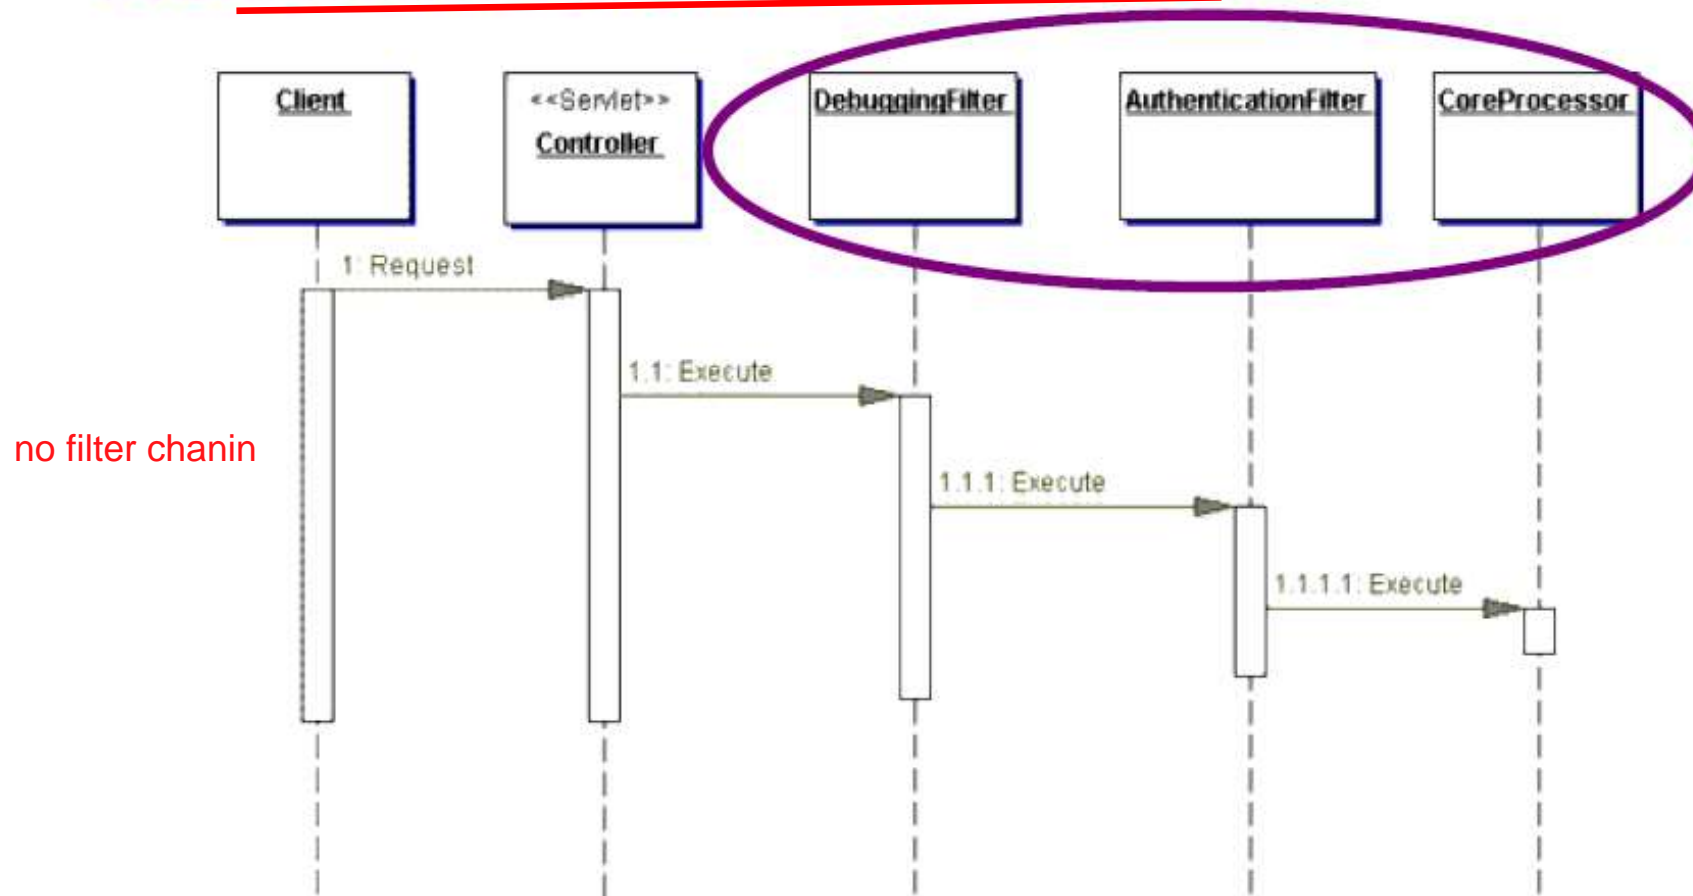 Client
<<Servlet>>
Controller
DebuggingFilter
AuthenticationFilter
CoreProcessor
1: Request
1.1: Execute
no filter chanin
1.1.1: Execute
1.1.1.1: Execute